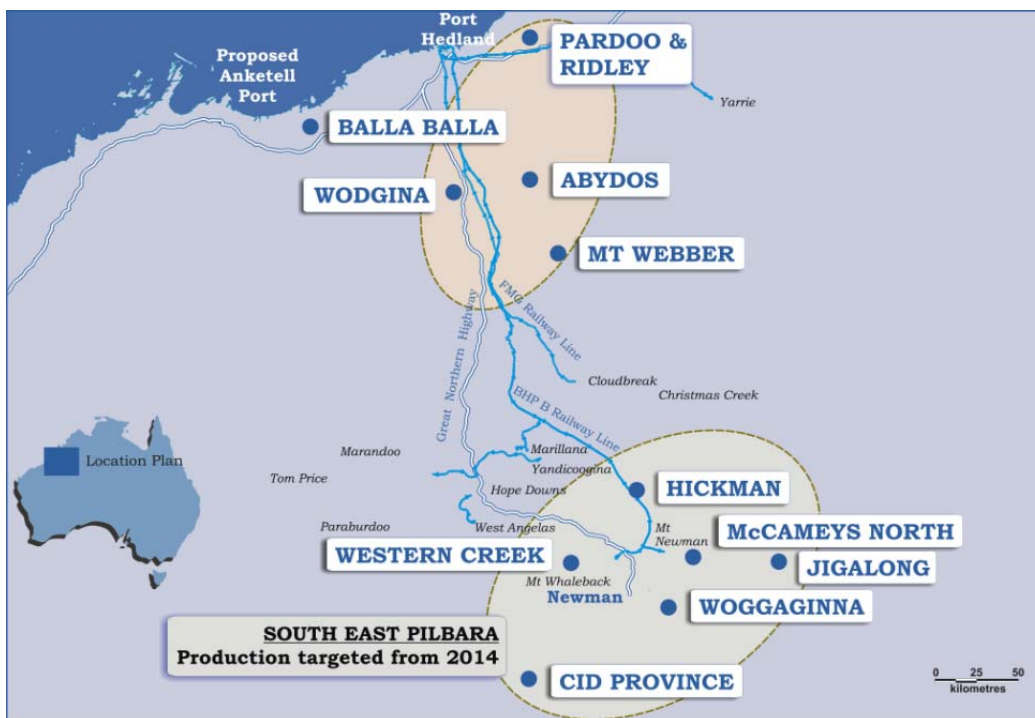 Port
Hedland
PARDOO &
RIDLEY
Proposed
Anketell
Port
Yarrie
BALLA BALLA
ABYDOS
WODGINA
MT WEBBER
Great Northern Highway
FMG Railway Line
Cloudbreak
Christmas Creek
BHP B Railway Line
Location Plan
Marandoo
Marillana
Yandicoogina
Tom Price
Hope Downs
HICKMAN
Paraburdoo
West Angelas
Mt
Newman
McCAMEYS NORTH
WESTERN CREEK
JIGALONG
Mt Whaleback
Newman
WOGGAGINNA
SOUTH EAST PILBARA
Production targeted from 2014
CID PROVINCE
0 25 50
kilometres